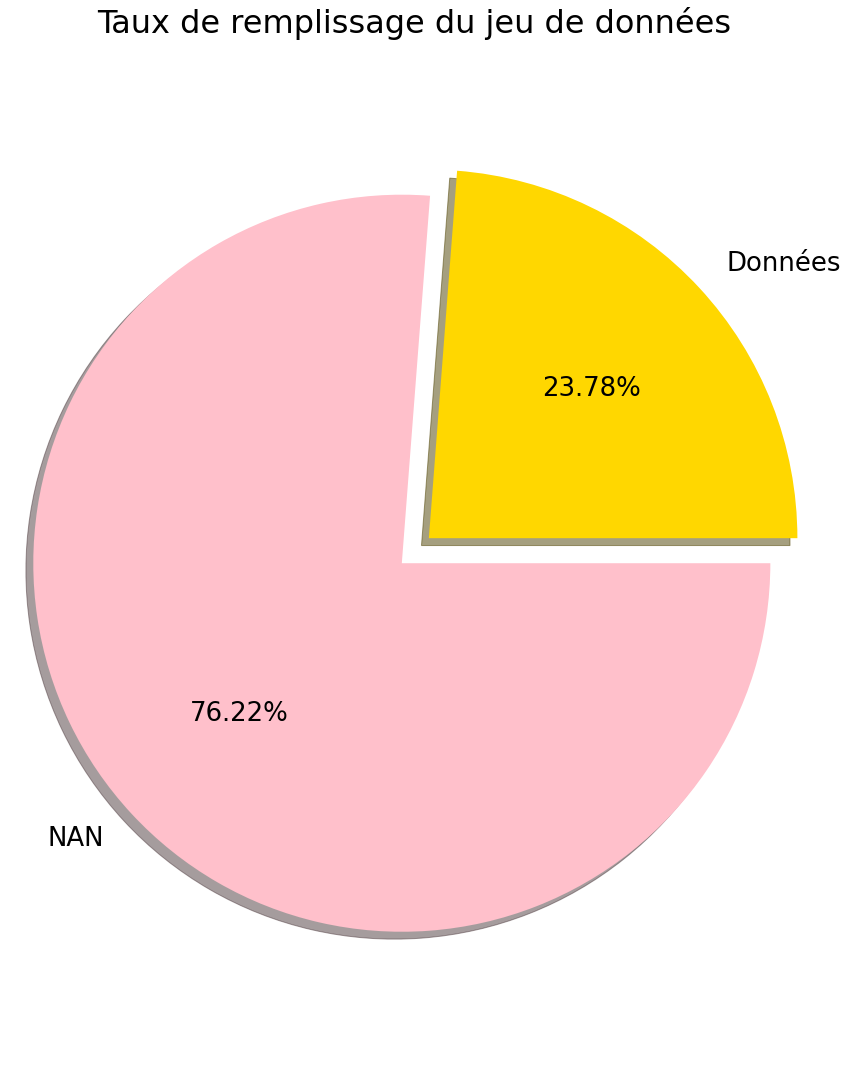 Taux de remplissage du jeu de données
Données
23.78%
76.22%
NAN